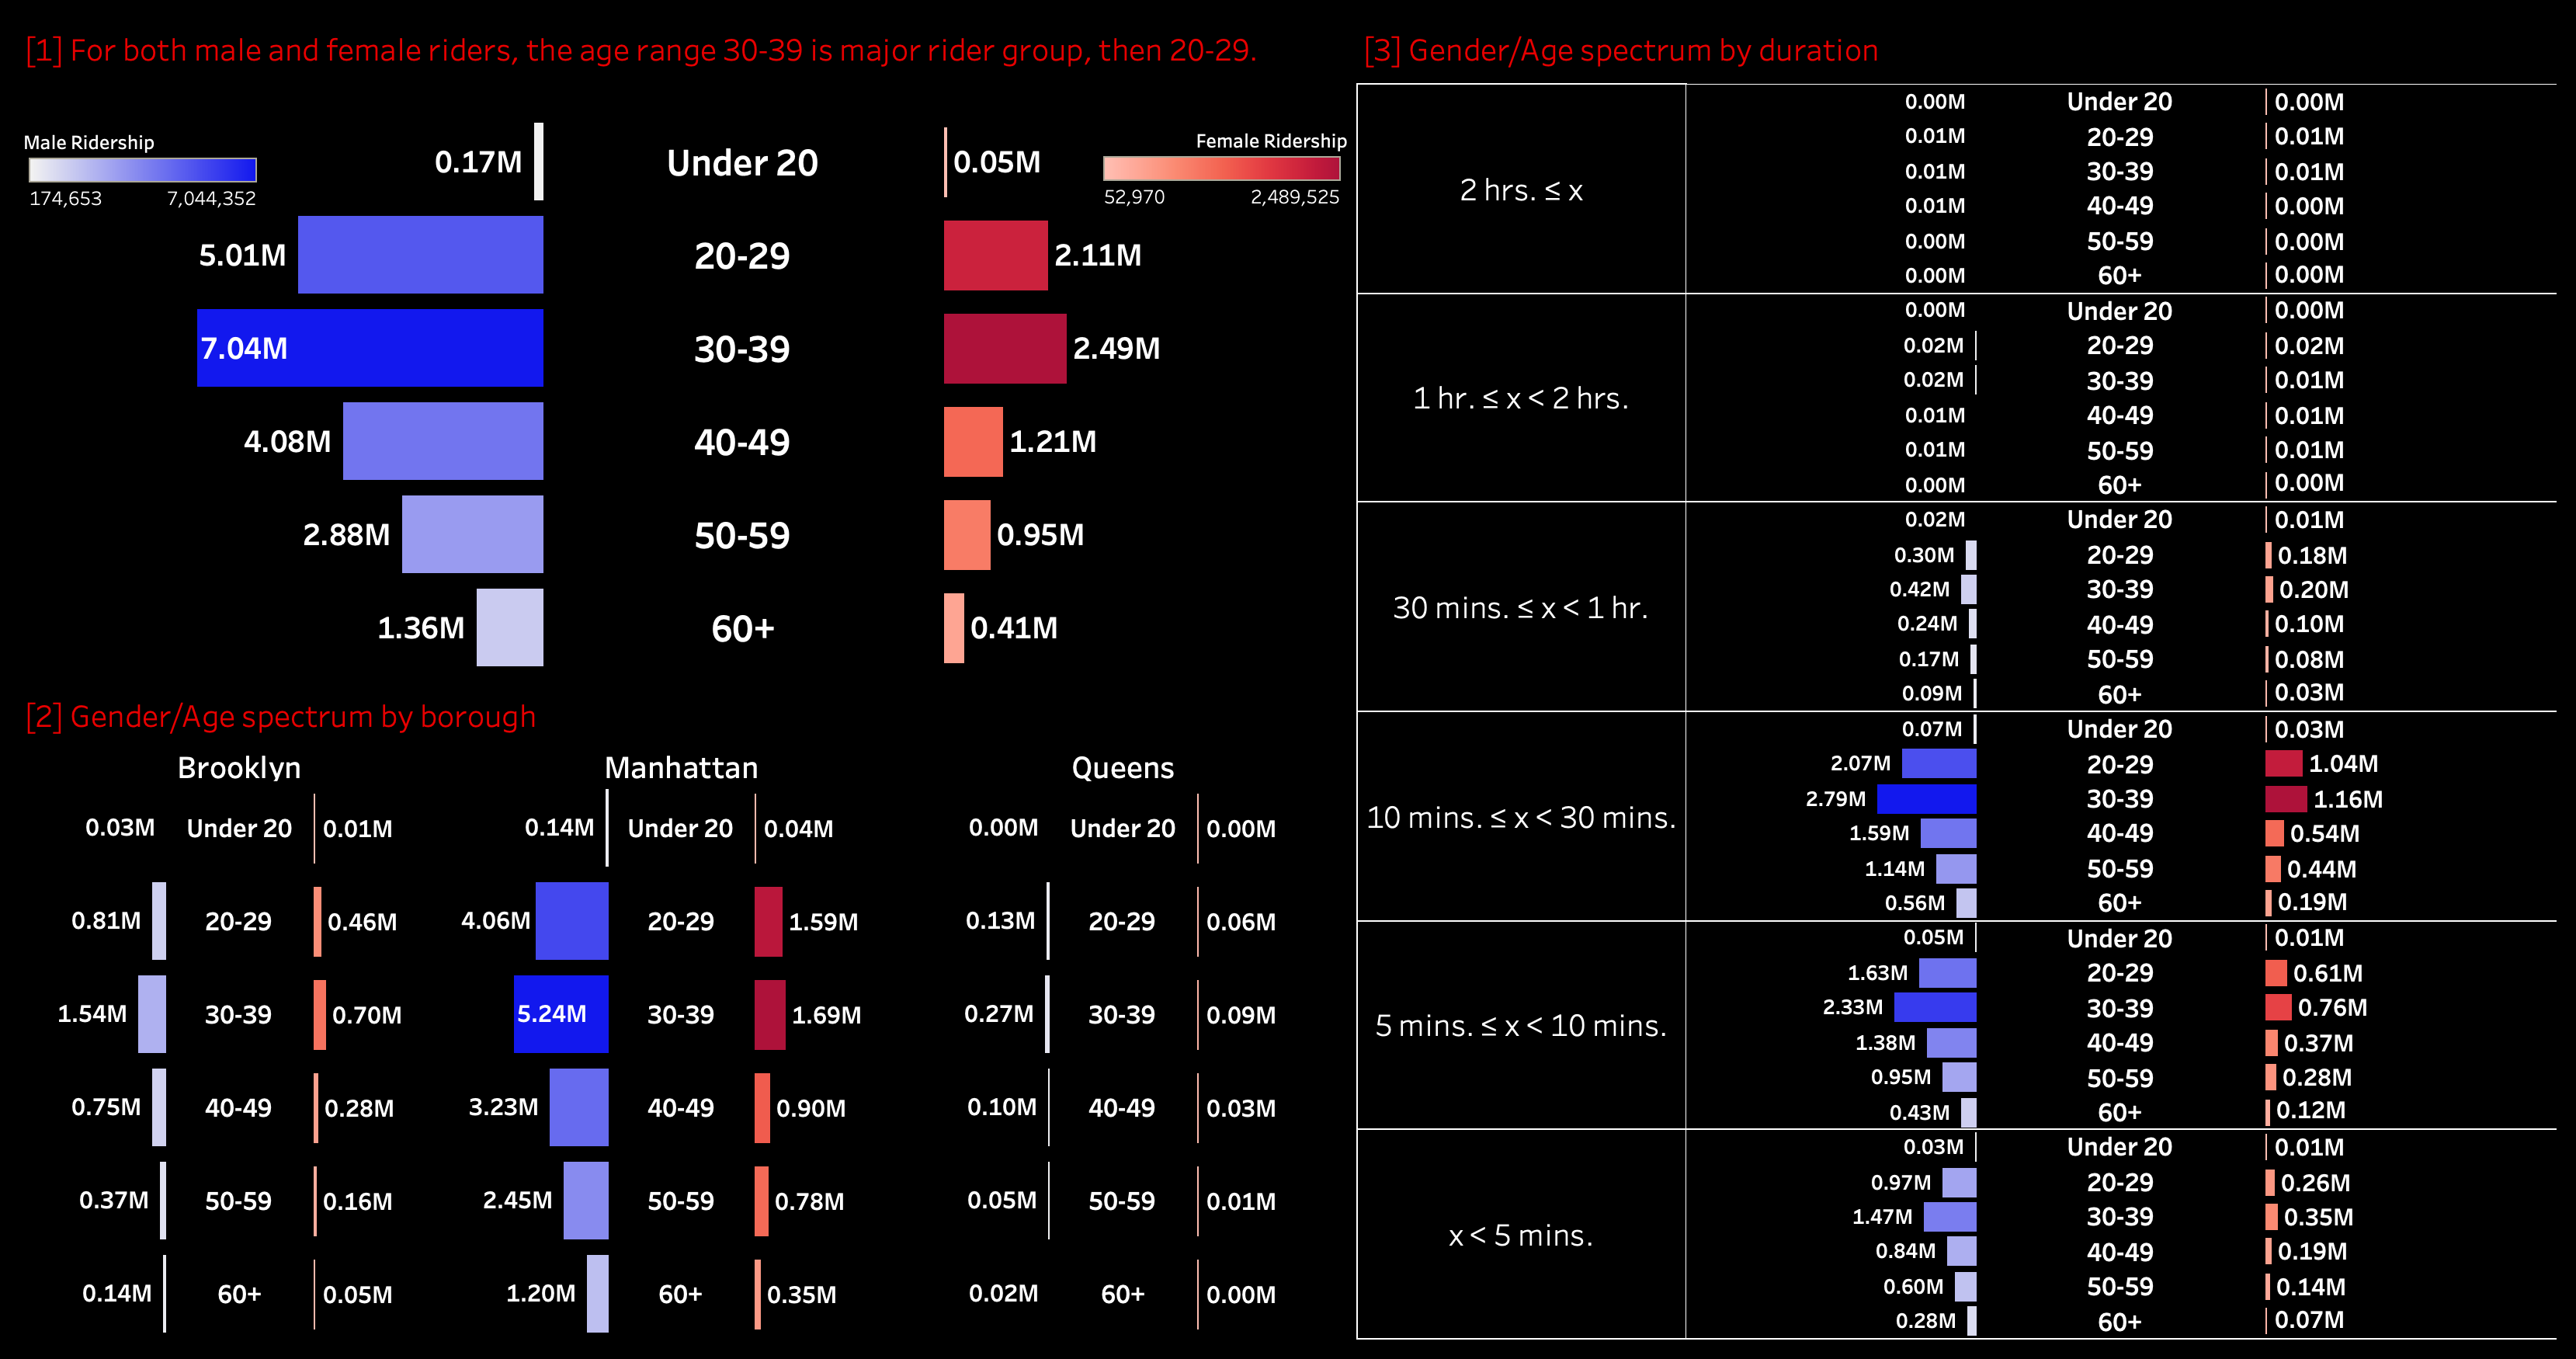 [1] For both male and female riders, the age range 30-39 is major rider group, then 20-29.
Male Ridership
174,653 7,044,352
Female Ridership
52,970 2,489,525
0.17M Under 20 0.05M
5.01M 20-29 2.11M
7.04M 30-39 2.49M
4.08M 40-49 1.21M
2.88M 50-59 0.95M
1.36M 60+ 0.41M
[2] Gender/Age spectrum by borough
Brooklyn Manhattan Queens
0.03M Under 20 0.01M 0.14M Under 20 0.04M 0.00M Under 20 0.00M
0.81M 20-29 0.46M 4.06M 20-29 1.59M 0.13M 20-29 0.06M
1.54M 30-39 0.70M 5.24M 30-39 1.69M 0.27M 30-39 0.09M
0.75M 40-49 0.28M 3.23M 40-49 0.90M 0.10M 40-49 0.03M
0.37M 50-59 0.16M 2.45M 50-59 0.78M 0.05M 50-59 0.01M
0.14M 60+ 0.05M 1.20M 60+ 0.35M 0.02M 60+ 0.00M
[3] Gender/Age spectrum by duration
2 hrs. ≤ x
0.00M Under 20 0.00M
0.01M 20-29 0.01M
0.01M 30-39 0.01M
0.01M 40-49 0.00M
0.00M 50-59 0.00M
0.00M 60+ 0.00M
1 hr. ≤ x < 2 hrs.
0.00M Under 20 0.00M
0.02M 20-29 0.02M
0.02M 30-39 0.01M
0.01M 40-49 0.01M
0.01M 50-59 0.01M
0.00M 60+ 0.00M
30 mins. ≤ x < 1 hr.
0.02M Under 20 0.01M
0.30M 20-29 0.18M
0.42M 30-39 0.20M
0.24M 40-49 0.10M
0.17M 50-59 0.08M
0.09M 60+ 0.03M
10 mins. ≤ x < 30 mins.
0.07M Under 20 0.03M
2.07M 20-29 1.04M
2.79M 30-39 1.16M
1.59M 40-49 0.54M
1.14M 50-59 0.44M
0.56M 60+ 0.19M
5 mins. ≤ x < 10 mins.
0.05M Under 20 0.01M
1.63M 20-29 0.61M
2.33M 30-39 0.76M
1.38M 40-49 0.37M
0.95M 50-59 0.28M
0.43M 60+ 0.12M
x < 5 mins.
0.03M Under 20 0.01M
0.97M 20-29 0.26M
1.47M 30-39 0.35M
0.84M 40-49 0.19M
0.60M 50-59 0.14M
0.28M 60+ 0.07M